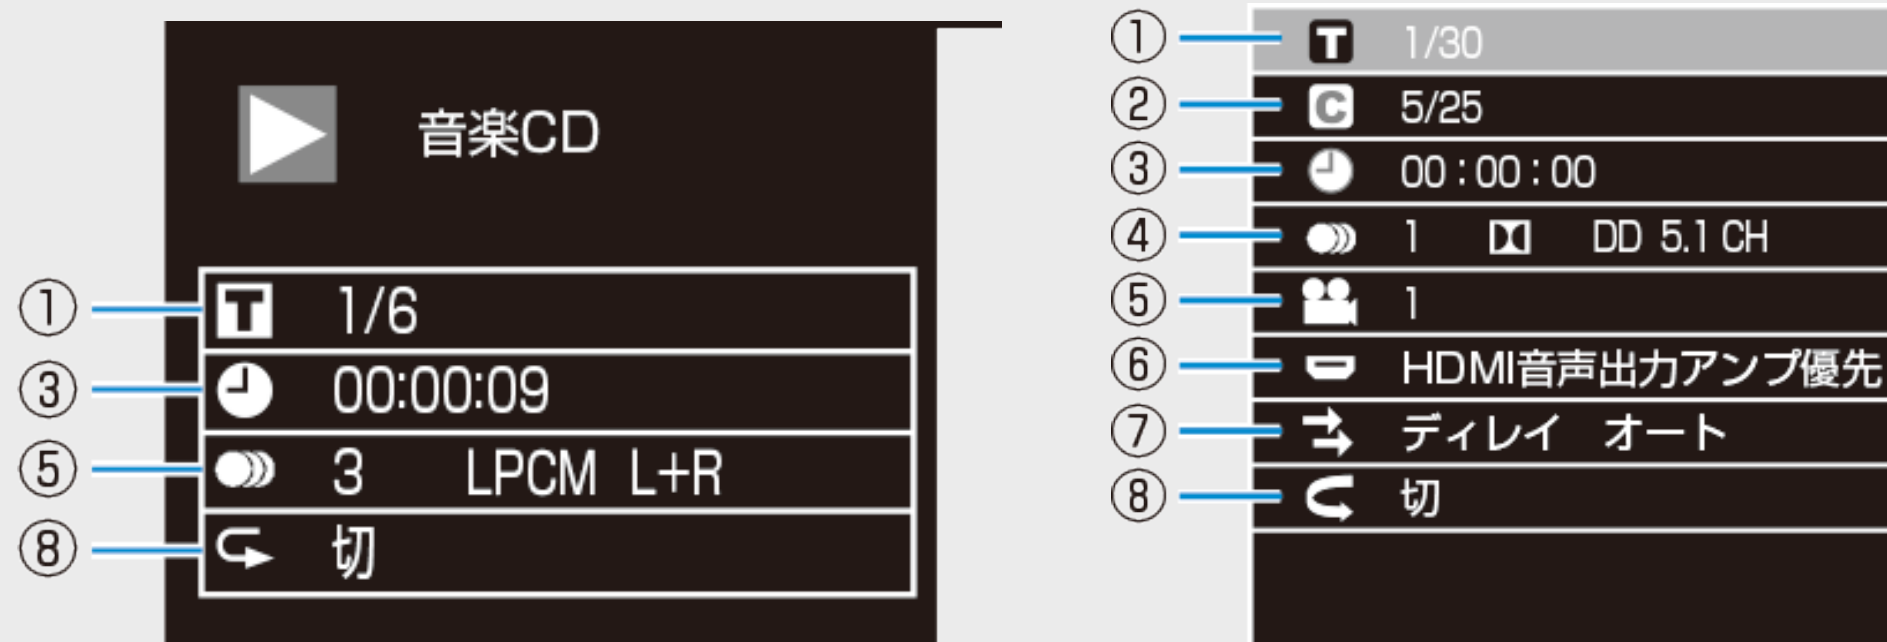 音楽CD
① T 1/6
③ 00:00:09
⑤ 3 LPCM L+R
⑧ 切
① T 1/30
② C 5/25
③ 00:00:00
④ 1 DD 5.1 CH
⑤ 1
⑥ HDMI音声出力アンプ優先
⑦ ディレイ オート
⑧ 切